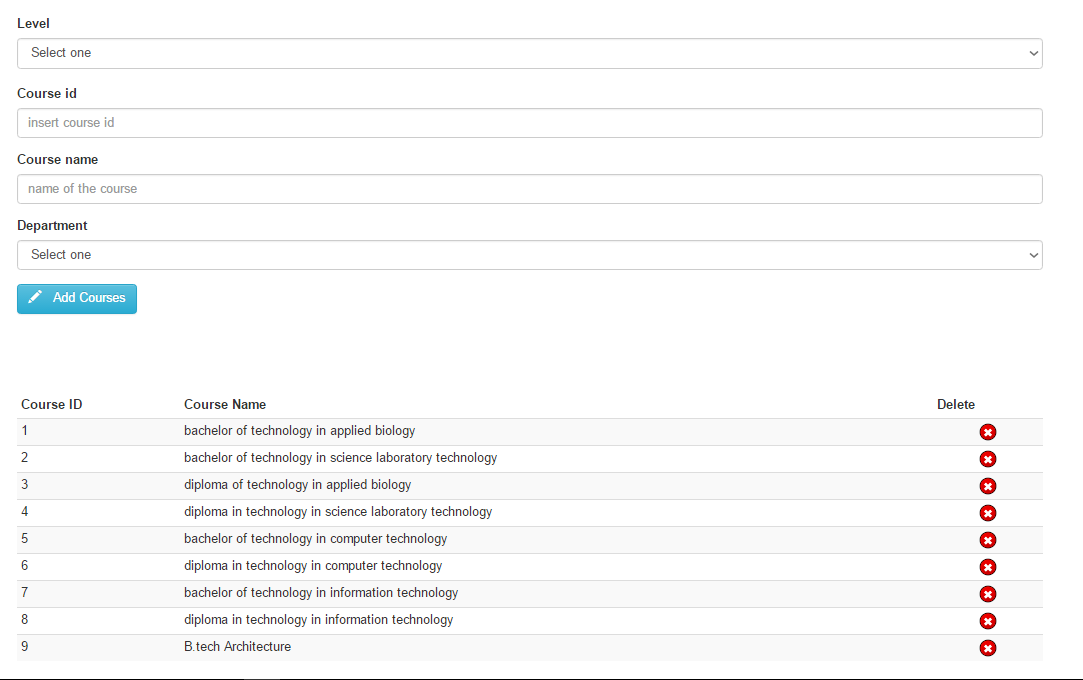 Level
Select one
Course id
insert course id
Course name
name of the course
Department
Select one
Add Courses
Course ID Course Name Delete
1 bachelor of technology in applied biology
2 bachelor of technology in science laboratory technology
3 diploma of technology in applied biology
4 diploma in technology in science laboratory technology
5 bachelor of technology in computer technology
6 diploma in technology in computer technology
7 bachelor of technology in information technology
8 diploma in technology in information technology
9 B.tech Architecture